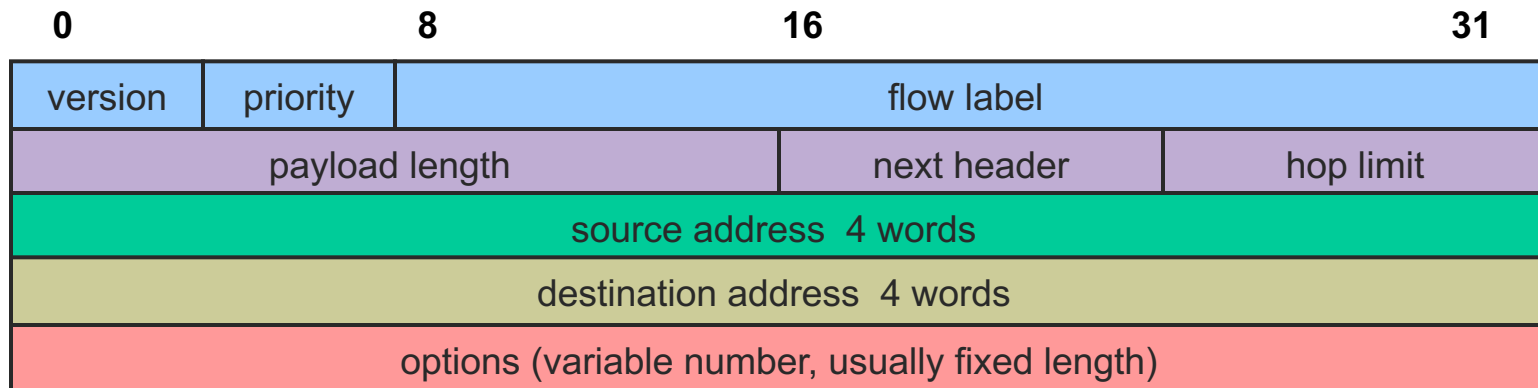 0 8 16 31
version priority flow label
payload length next header hop limit
source address 4 words
destination address 4 words
options (variable number, usually fixed length)